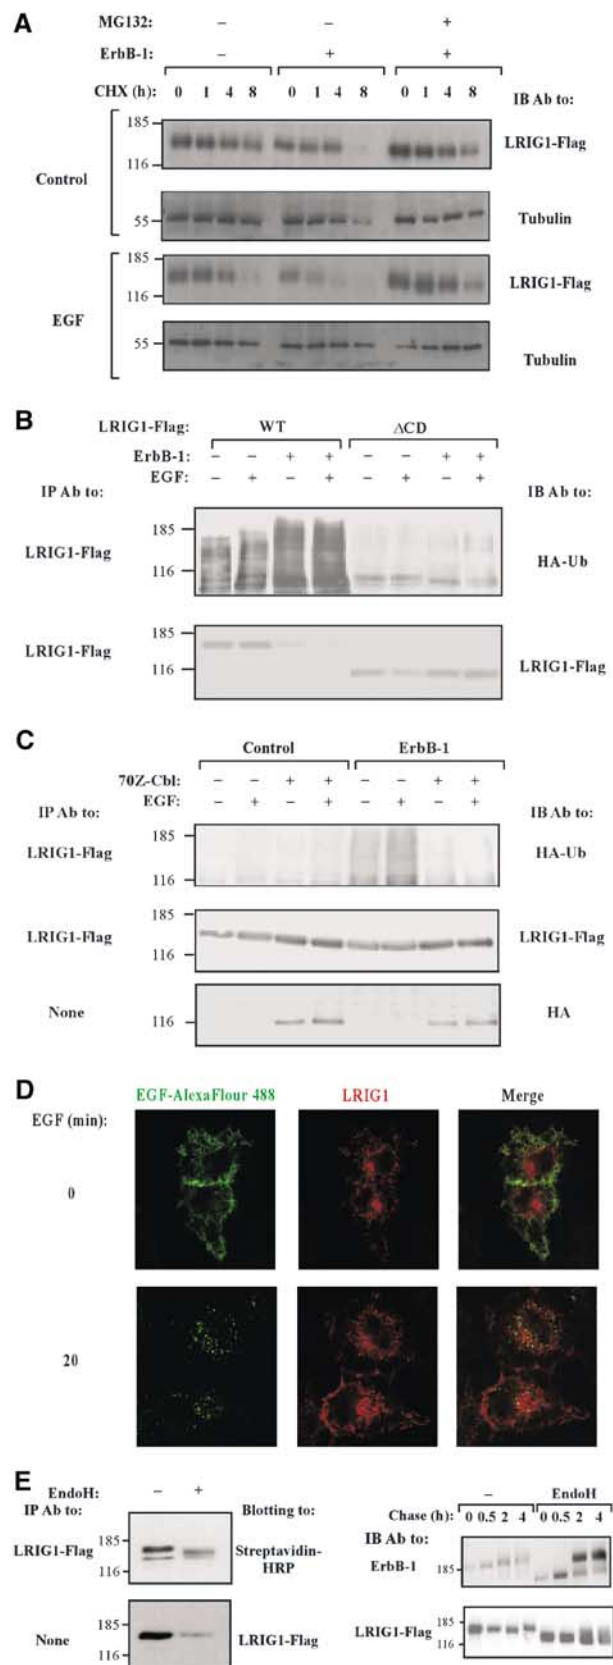 A
MG132: – – +
ErbB-1: – + +
CHX (h): 0 1 4 8 0 1 4 8 0 1 4 8 IB Ab to:
Control
185
116
LRIG1-Flag
55
Tubulin
EGF
185
116
LRIG1-Flag
55
Tubulin
B
LRIG1-Flag: WT ΔCD
ErbB-1: – – + + – – + +
EGF: – + – + – + – +
IP Ab to: IB Ab to:
LRIG1-Flag
185
116
HA-Ub
LRIG1-Flag
185
116
LRIG1-Flag
C
Control ErbB-1
70Z-Cbl: – – + + – – + +
EGF: – + – + – + – +
IP Ab to: IB Ab to:
LRIG1-Flag
185
116
HA-Ub
LRIG1-Flag
185
116
LRIG1-Flag
None
116
HA
D
EGF-AlexaFlour 488 LRIG1 Merge
EGF (min):
0
20
E
EndoH: – +
IP Ab to: Blotting to:
LRIG1-Flag
185
116
Streptavidin-
HRP
None
185
116
LRIG1-Flag
– EndoH
Chase (h): 0 0.5 2 4 0 0.5 2 4
IB Ab to:
ErbB-1
185
LRIG1-Flag
185
116